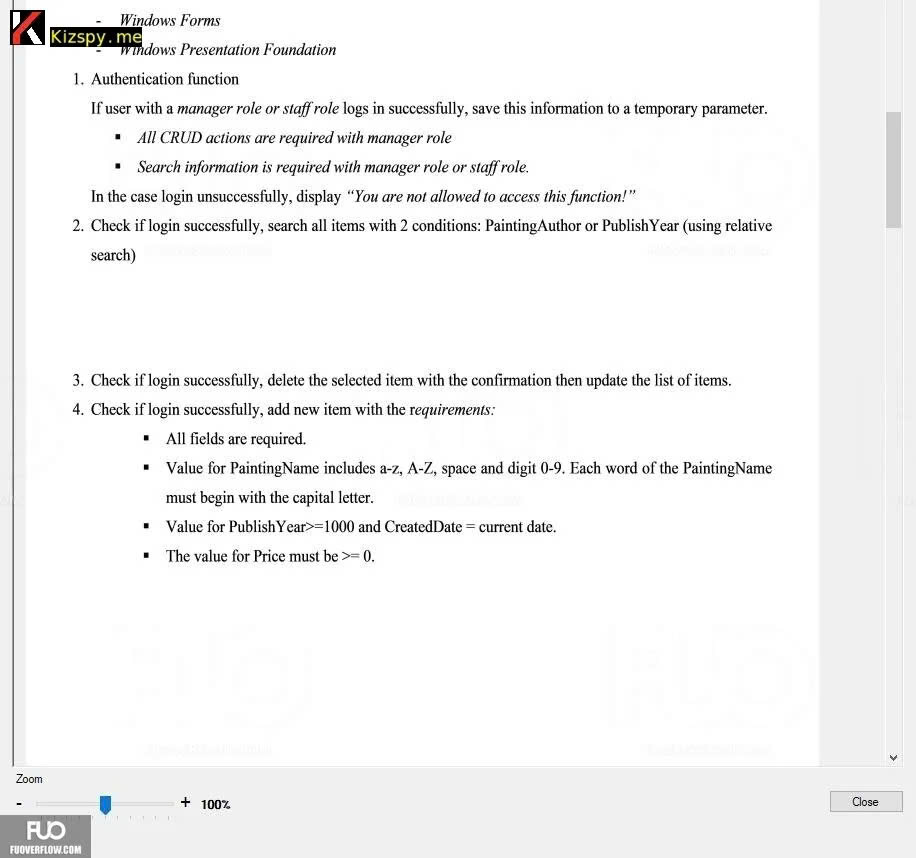 - Windows Forms
Kizspy.me
- Windows Presentation Foundation
1. Authentication function
If user with a manager role or staff role logs in successfully, save this information to a temporary parameter.
▪ All CRUD actions are required with manager role
▪ Search information is required with manager role or staff role.
In the case login unsuccessfully, display “You are not allowed to access this function!”
2. Check if login successfully, search all items with 2 conditions: PaintingAuthor or PublishYear (using relative
search)
3. Check if login successfully, delete the selected item with the confirmation then update the list of items.
4. Check if login successfully, add new item with the requirements:
▪ All fields are required.
▪ Value for PaintingName includes a-z, A-Z, space and digit 0-9. Each word of the PaintingName
must begin with the capital letter.
▪ Value for PublishYear>=1000 and CreatedDate = current date.
▪ The value for Price must be >= 0.
Zoom
- + 100%
Close
FUO
FUOVERFLOW.COM